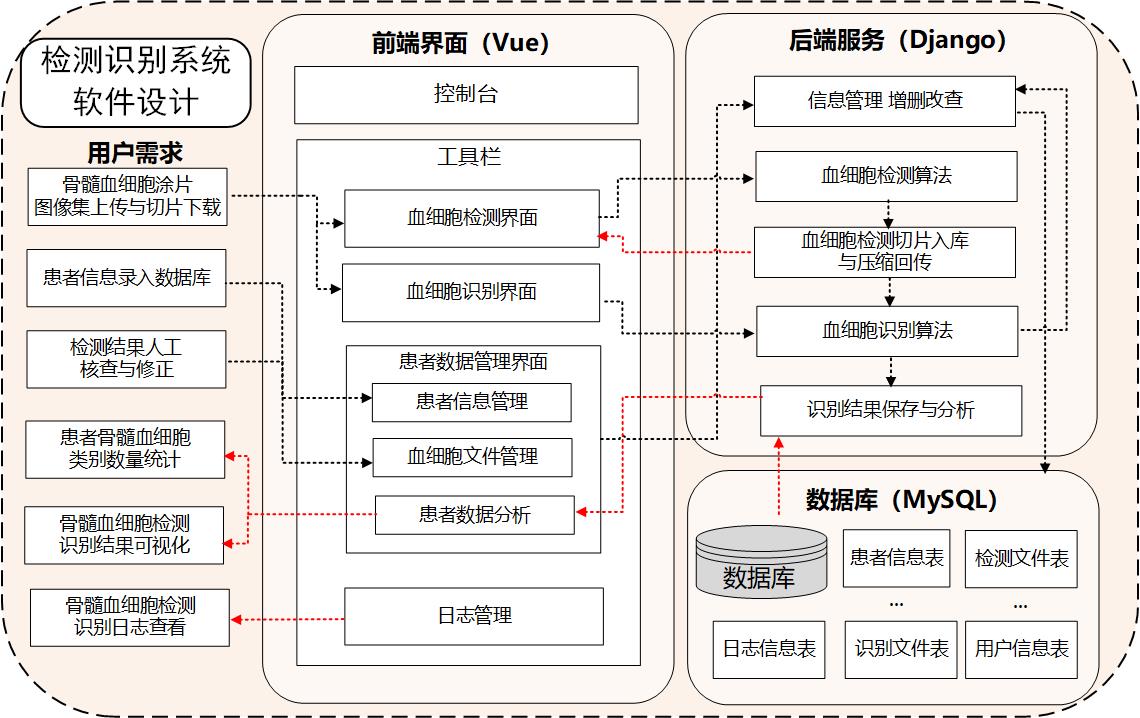 检测识别系统
软件设计
用户需求
骨髓血细胞涂片
图像集上传与切片下载
患者信息录入数据库
检测结果人工
核查与修正
患者骨髓血细胞
类别数量统计
骨髓血细胞检测
识别结果可视化
骨髓血细胞检测
识别日志查看
前端界面（Vue）
控制台
工具栏
血细胞检测界面
血细胞识别界面
患者数据管理界面
患者信息管理
血细胞文件管理
患者数据分析
日志管理
后端服务（Django）
信息管理 增删改查
血细胞检测算法
血细胞检测切片入库
与压缩回传
血细胞识别算法
识别结果保存与分析
数据库（MySQL）
数据库
患者信息表
检测文件表
...
...
日志信息表
识别文件表
用户信息表